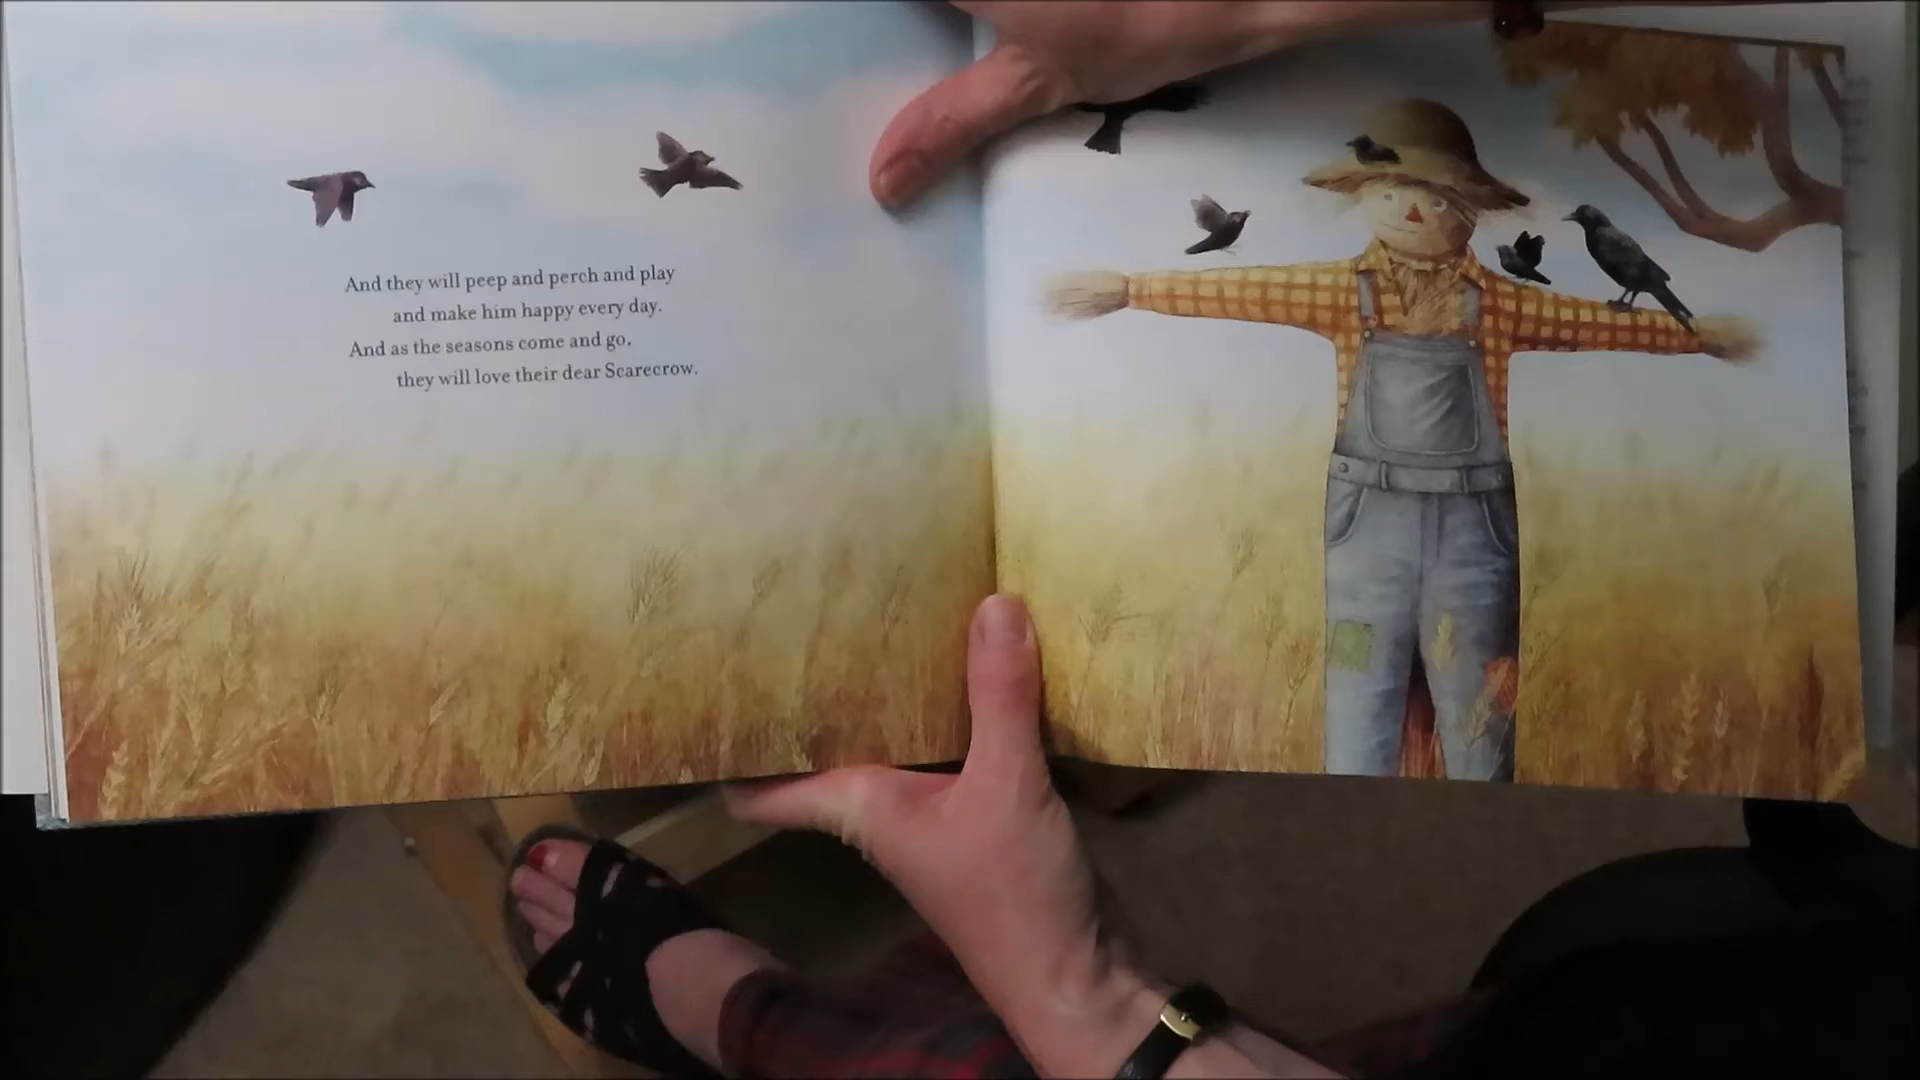 And they will peep and perch and play
and make him happy every day.
And as the seasons come and go,
they will love their dear Scarecrow.